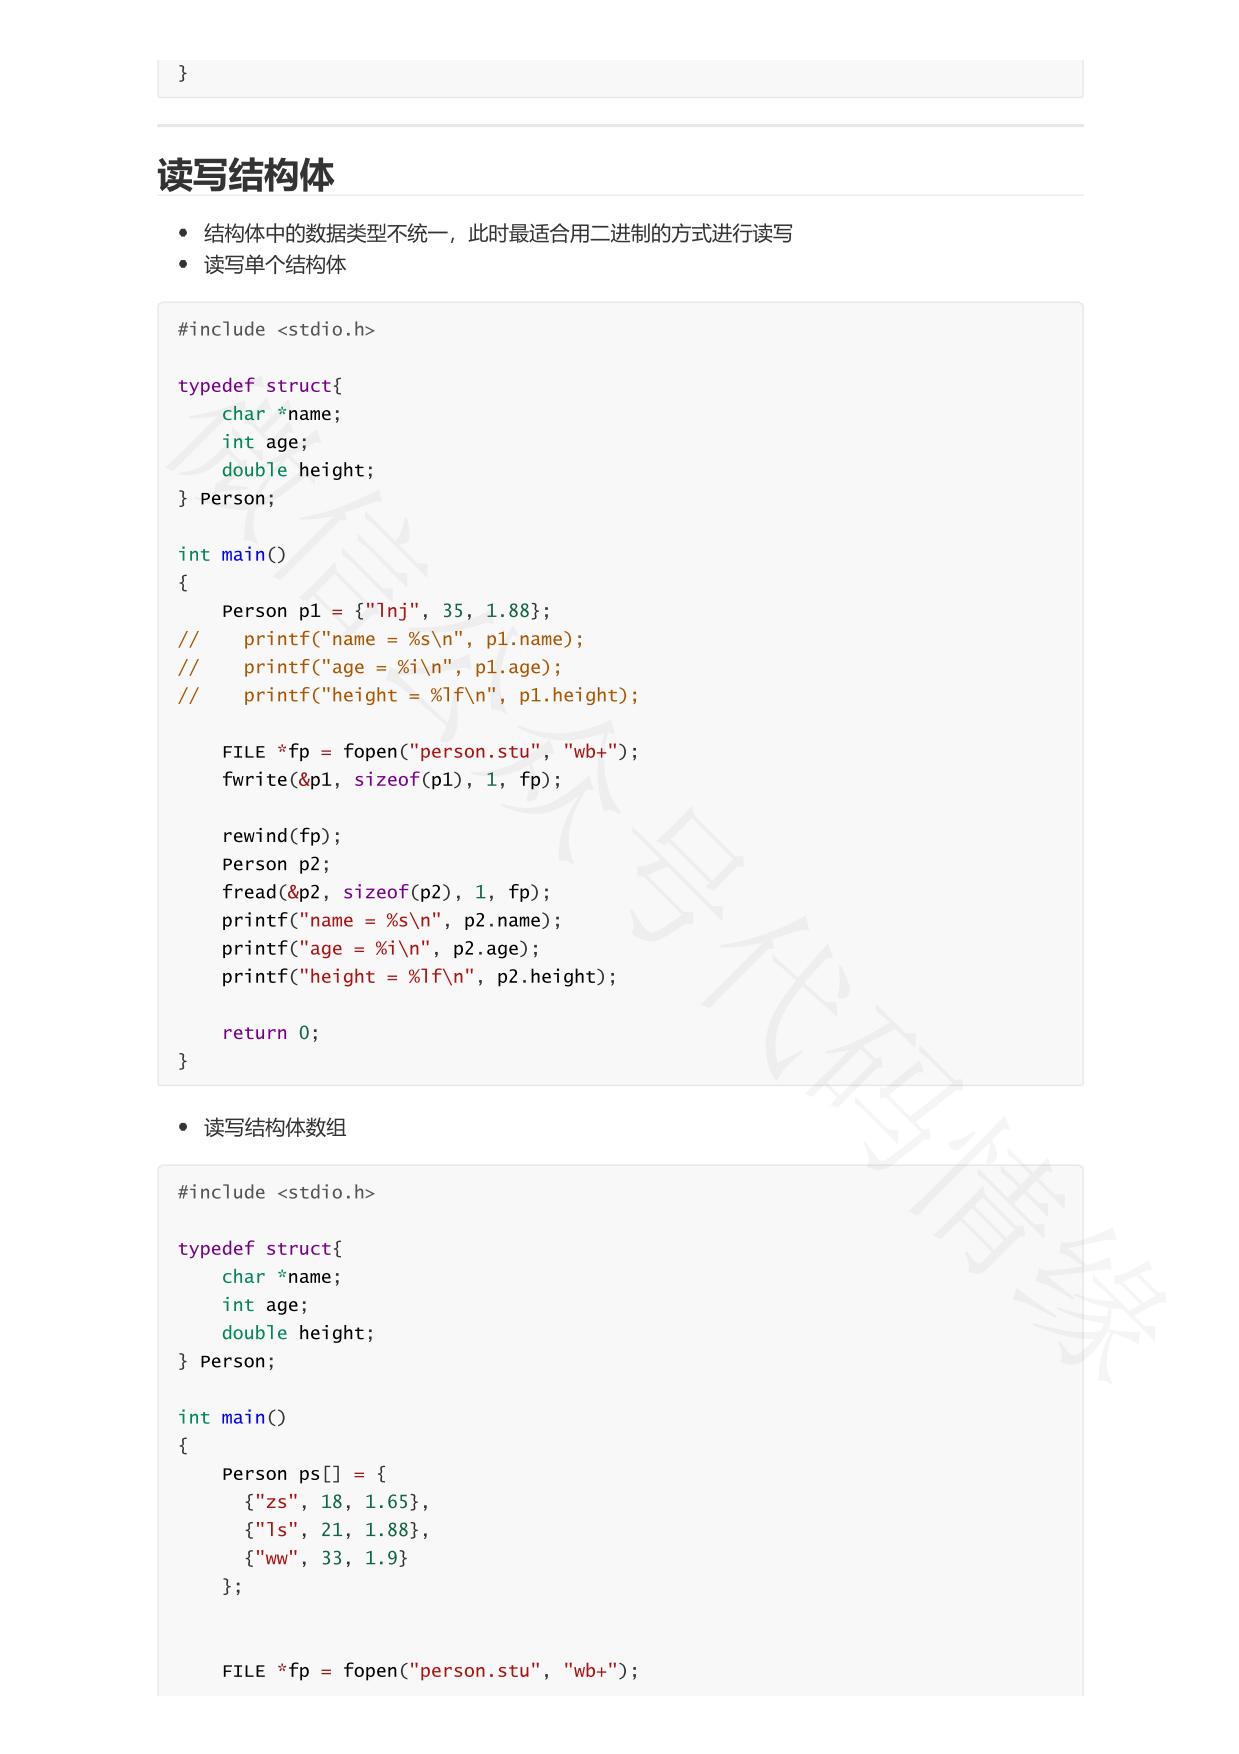 }
读写结构体
结构体中的数据类型不统一，此时最适合用二进制的方式进行读写
读写单个结构体
#include <stdio.h>
typedef struct{
    char *name;
    int age;
    double height;
} Person;
int main()
{
    Person p1 = {"lnj", 35, 1.88};
//    printf("name = %s\n", p1.name);
//    printf("age = %i\n", p1.age);
//    printf("height = %lf\n", p1.height);
    FILE *fp = fopen("person.stu", "wb+");
    fwrite(&p1, sizeof(p1), 1, fp);
    rewind(fp);
    Person p2;
    fread(&p2, sizeof(p2), 1, fp);
    printf("name = %s\n", p2.name);
    printf("age = %i\n", p2.age);
    printf("height = %lf\n", p2.height);
    return 0;
}
读写结构体数组
#include <stdio.h>
typedef struct{
    char *name;
    int age;
    double height;
} Person;
int main()
{
    Person ps[] = {
      {"zs", 18, 1.65},
      {"ls", 21, 1.88},
      {"ww", 33, 1.9}
    };
    FILE *fp = fopen("person.stu", "wb+");
微信公众号代码情缘